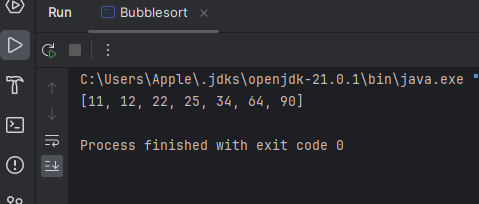 Run
Bubblesort
C:\Users\Apple\.jdks\openjdk-21.0.1\bin\java.exe "
[11, 12, 22, 25, 34, 64, 90]
Process finished with exit code 0